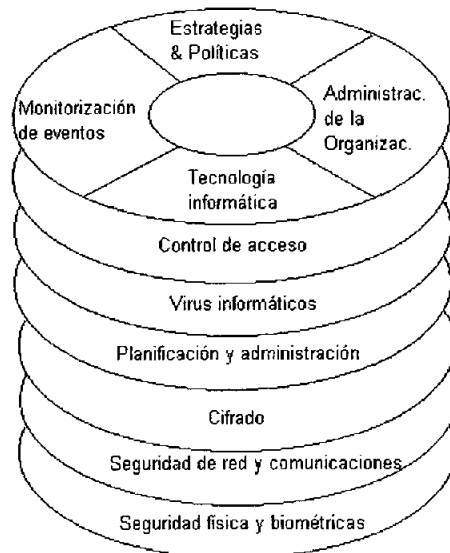 Estrategias
& Políticas
Monitorización
de eventos
Administrac.
de la
Organizac.
Tecnología
informática
Control de acceso
Virus informáticos
Planificación y administración
Cifrado
Seguridad de red y comunicaciones
Seguridad física y biométricas